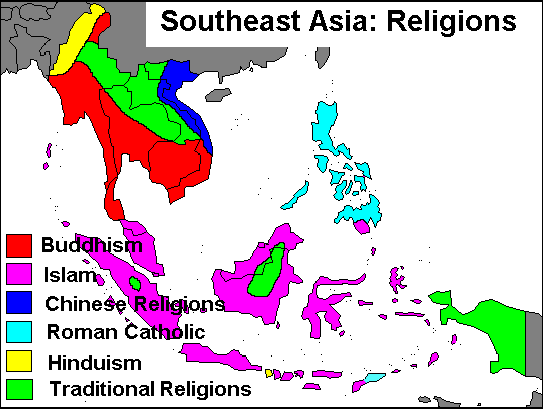 Southeast Asia: Religions
Buddhism
Islam
Chinese Religions
Roman Catholic
Hinduism
Traditional Religions